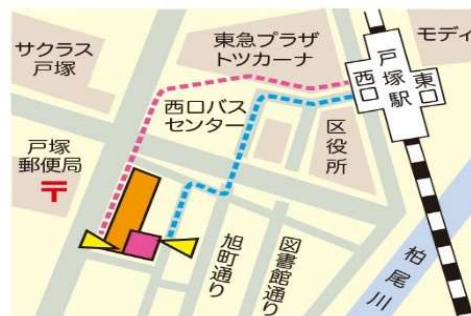 サクラス
戸塚
東急プラザ
トツカーナ
モディ
戸塚駅
西口
東口
西口バス
センター
区役所
戸塚
郵便局
〒
旭町通り
図書館通り
柏尾川